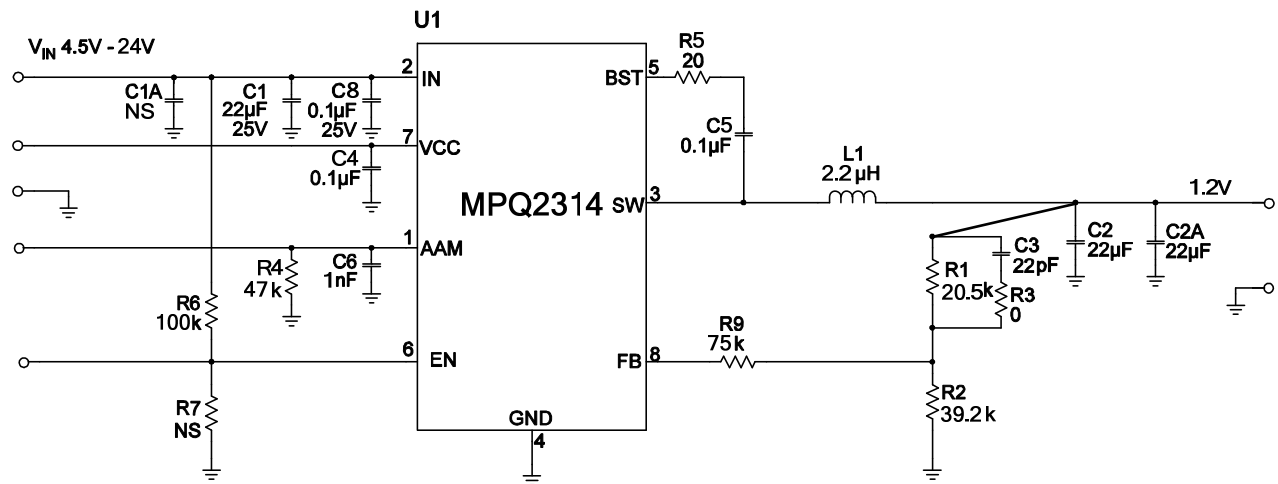 U1
V_IN 4.5V - 24V
C1A
NS
C1
22µF
25V
C8
0.1µF
25V
2
IN
7
VCC
C4
0.1µF
1
AAM
R4
47k
C6
1nF
R6
100k
6
EN
R7
NS
MPQ2314
GND
4
BST
5
R5
20
C5
0.1µF
SW
3
L1
2.2µH
1.2V
C2
22µF
C2A
22µF
C3
22pF
R1
20.5k
R3
0
FB
8
R9
75k
R2
39.2k